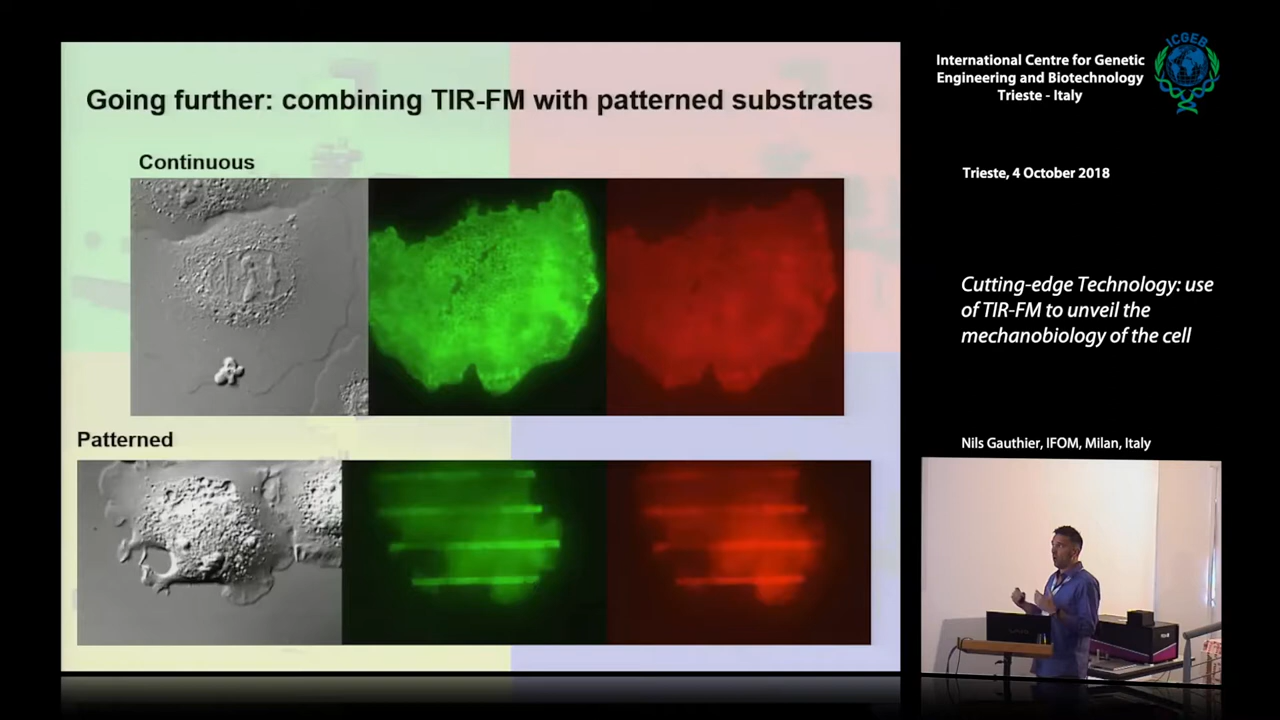 Going further: combining TIR-FM with patterned substrates
Continuous
Patterned
ICGEB
International Centre for Genetic
Engineering and Biotechnology
Trieste - Italy
Trieste, 4 October 2018
Cutting-edge Technology: use
of TIR-FM to unveil the
mechanobiology of the cell
Nils Gauthier, IFOM, Milan, Italy